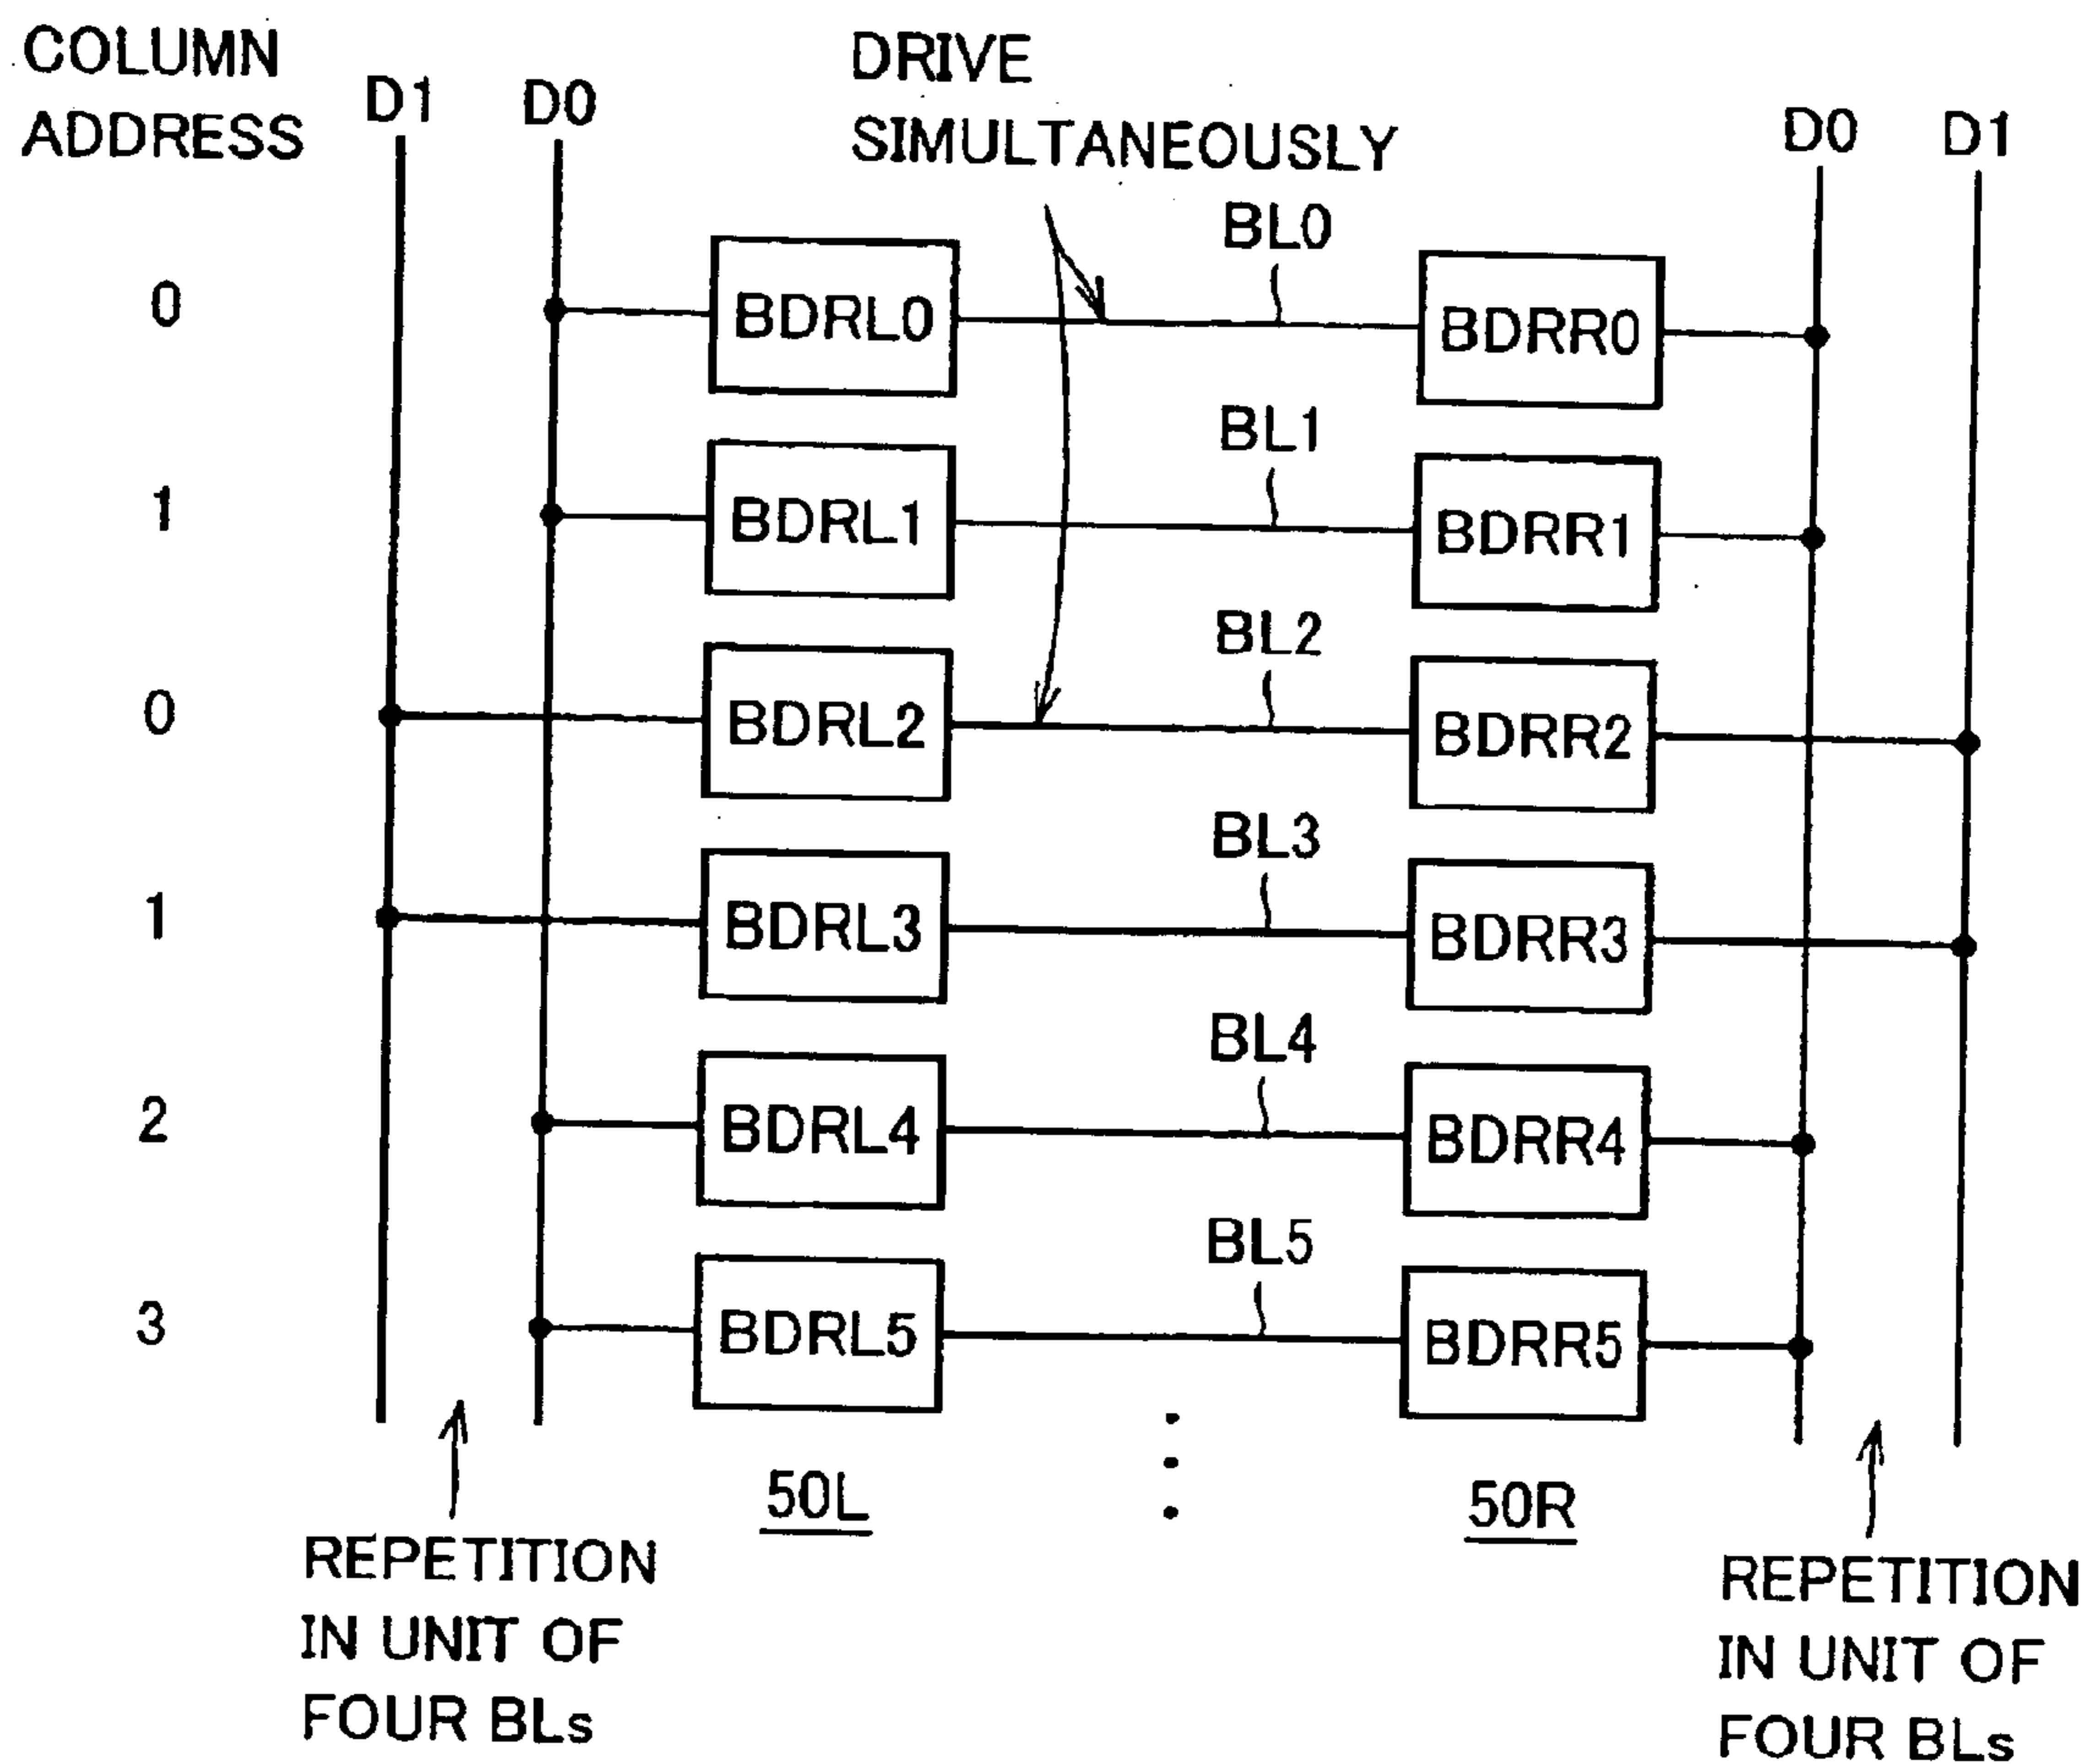 COLUMN
ADDRESS
D1
D0
DRIVE
SIMULTANEOUSLY
D0
D1
0
BDRL0
BL0
BDRR0
1
BDRL1
BL1
BDRR1
0
BDRL2
BL2
BDRR2
1
BDRL3
BL3
BDRR3
2
BDRL4
BL4
BDRR4
3
BDRL5
BL5
BDRR5
50L
50R
REPETITION
IN UNIT OF
FOUR BLs
REPETITION
IN UNIT OF
FOUR BLs